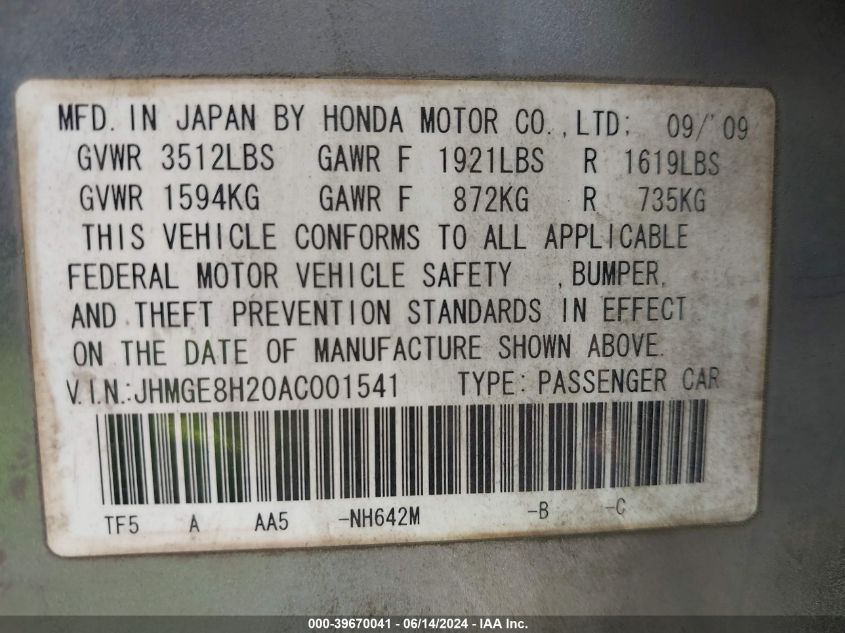 MFD. IN JAPAN BY HONDA MOTOR CO.,LTD; 09/'09
GVWR 3512LBS GAWR F 1921LBS R 1619LBS
GVWR 1594KG GAWR F 872KG R 735KG
THIS VEHICLE CONFORMS TO ALL APPLICABLE
FEDERAL MOTOR VEHICLE SAFETY , BUMPER,
AND THEFT PREVENTION STANDARDS IN EFFECT
ON THE DATE OF MANUFACTURE SHOWN ABOVE.
V.I.N.:JHMGE8H20AC001541 TYPE: PASSENGER CAR
TF5 A AA5 -NH642M -B -C
000-39670041 - 06/14/2024 - IAA Inc.